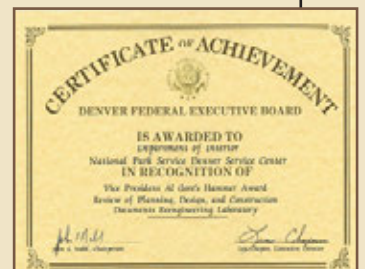 CERTIFICATE OF ACHIEVEMENT
DENVER FEDERAL EXECUTIVE BOARD
IS AWARDED TO
Department of Interior
National Park Service Denver Service Center
IN RECOGNITION OF
Vice President Al Gore's Hammer Award
Review of Planning, Design, and Construction
Documents Reengineering Laboratory